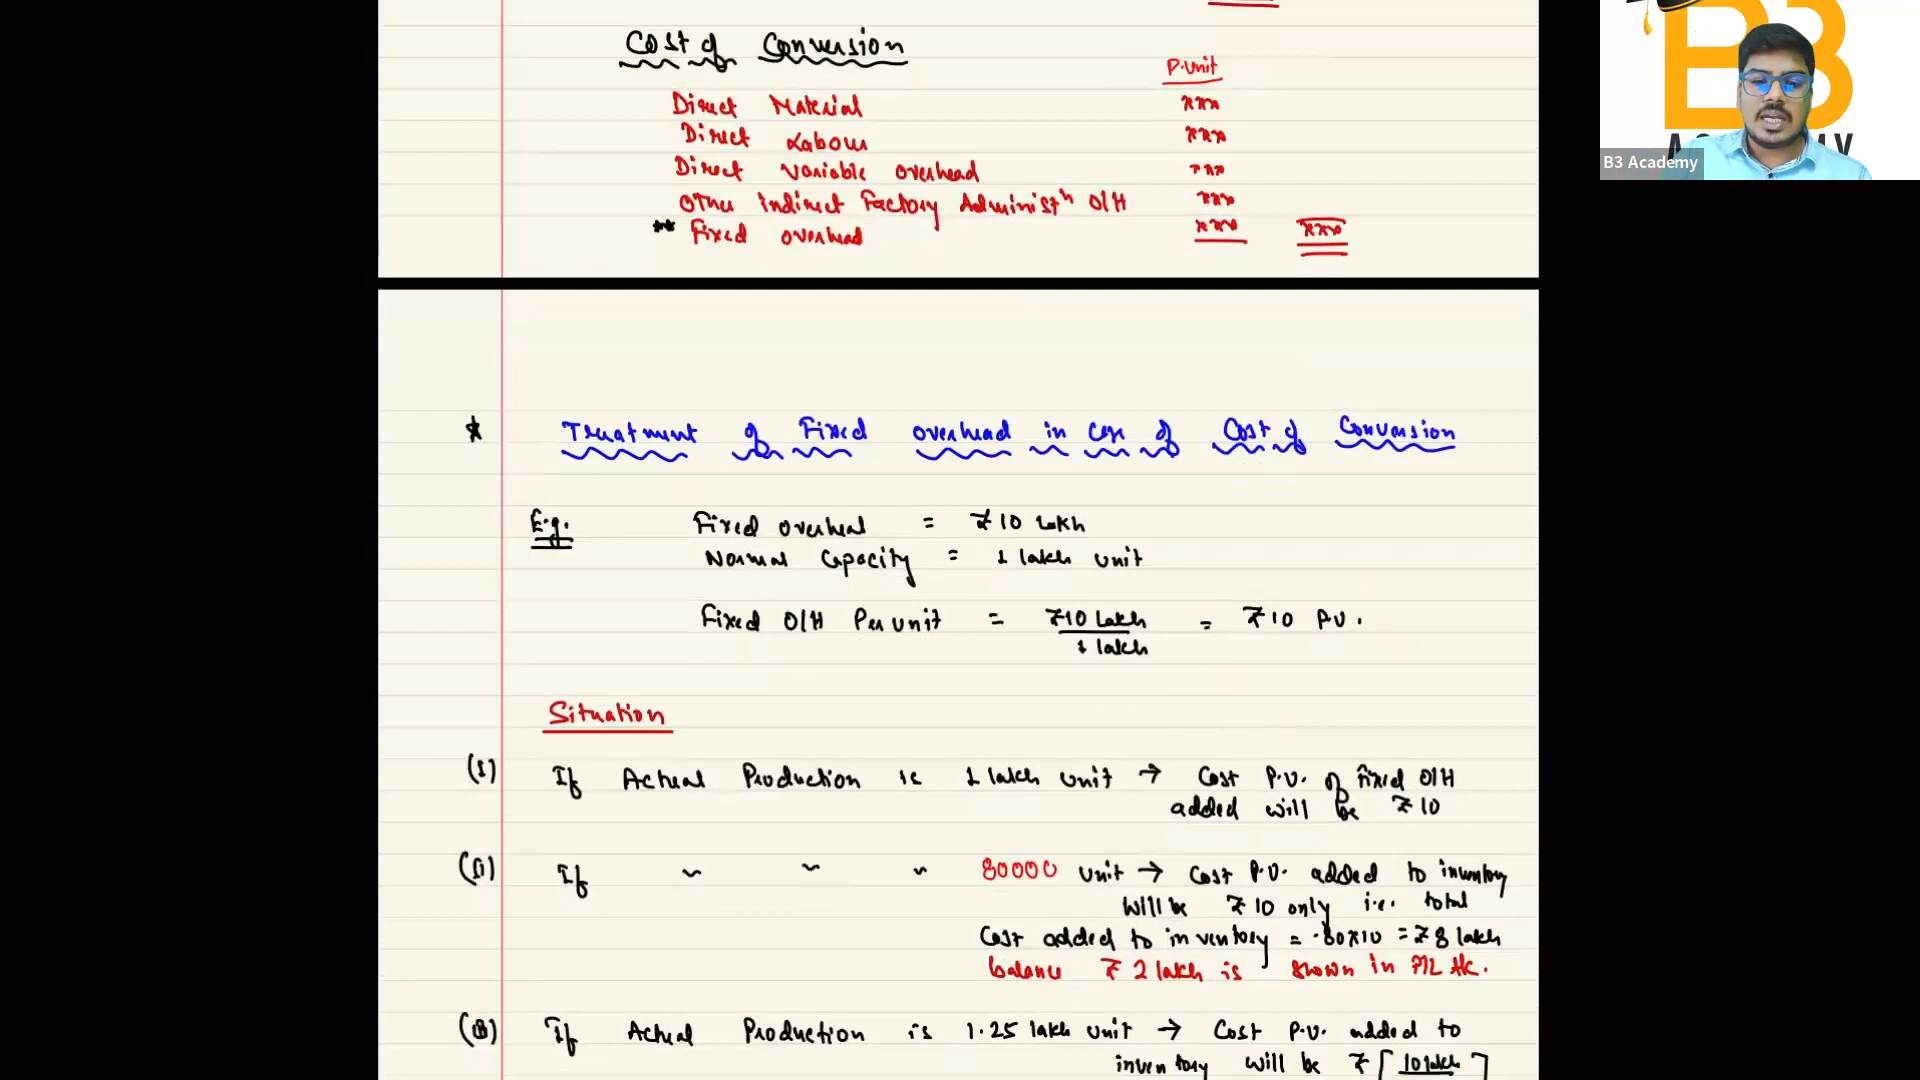 Cost of Conversion
P.unit
Direct Material xxx
Direct Labour xxx
Direct Variable overhead xxx
Other Indirect Factory Administn O/H xxx
** Fixed overhead xxx xxx
* Treatment of Fixed overhead in case of Cost of Conversion
E.g. Fixed overhead = ₹10 lakh
Normal Capacity = 1 lakh unit
Fixed O/H Per unit = ₹10 Lakh = ₹10 P.U.
1 lakh
Situation
(I) If Actual Production is 1 lakh unit → Cost P.U. of fixed O/H
added will be ₹10
(II) If " " " 80000 unit → Cost P.U. added to inventory
will be ₹10 only i.e. total
Cost added to inventory = 80x10 = ₹8 lakh
balance ₹2 lakh is shown in P/L A/c.
(III) If Actual Production is 1.25 lakh unit → Cost P.U. added to
inventory will be ₹ [10 lakh]
B3
B3 Academy